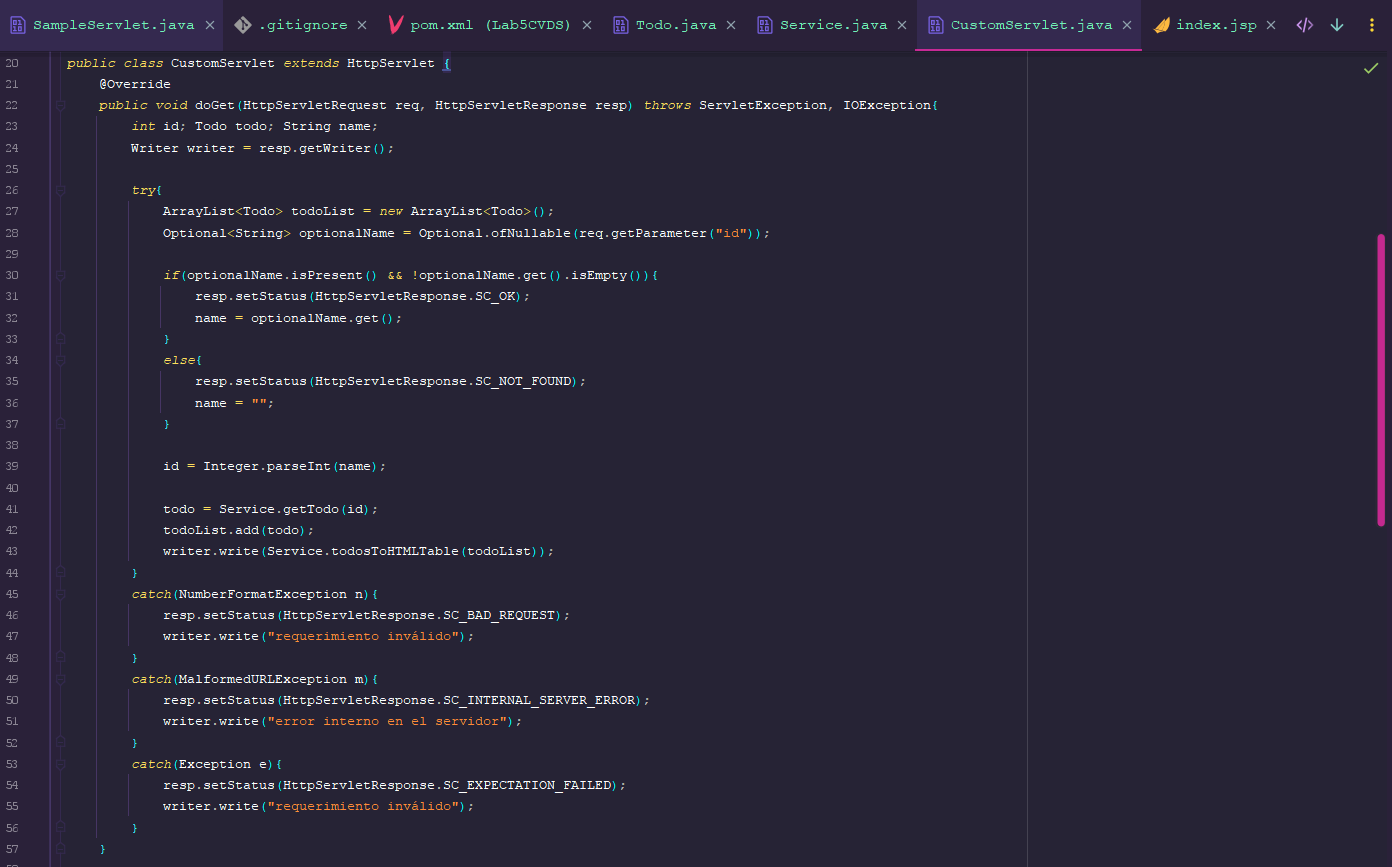 SampleServlet.java × .gitignore × pom.xml (Lab5CVDS) × Todo.java × Service.java × CustomServlet.java × index.jsp ×
20 public class CustomServlet extends HttpServlet {
21     @Override
22     public void doGet(HttpServletRequest req, HttpServletResponse resp) throws ServletException, IOException{
23         int id; Todo todo; String name;
24         Writer writer = resp.getWriter();
25
26         try{
27             ArrayList<Todo> todoList = new ArrayList<Todo>();
28             Optional<String> optionalName = Optional.ofNullable(req.getParameter("id"));
29
30             if(optionalName.isPresent() && !optionalName.get().isEmpty()){
31                 resp.setStatus(HttpServletResponse.SC_OK);
32                 name = optionalName.get();
33             }
34             else{
35                 resp.setStatus(HttpServletResponse.SC_NOT_FOUND);
36                 name = "";
37             }
38
39             id = Integer.parseInt(name);
40
41             todo = Service.getTodo(id);
42             todoList.add(todo);
43             writer.write(Service.todosToHTMLTable(todoList));
44         }
45         catch(NumberFormatException n){
46             resp.setStatus(HttpServletResponse.SC_BAD_REQUEST);
47             writer.write("requerimiento inválido");
48         }
49         catch(MalformedURLException m){
50             resp.setStatus(HttpServletResponse.SC_INTERNAL_SERVER_ERROR);
51             writer.write("error interno en el servidor");
52         }
53         catch(Exception e){
54             resp.setStatus(HttpServletResponse.SC_EXPECTATION_FAILED);
55             writer.write("requerimiento inválido");
56         }
57     }